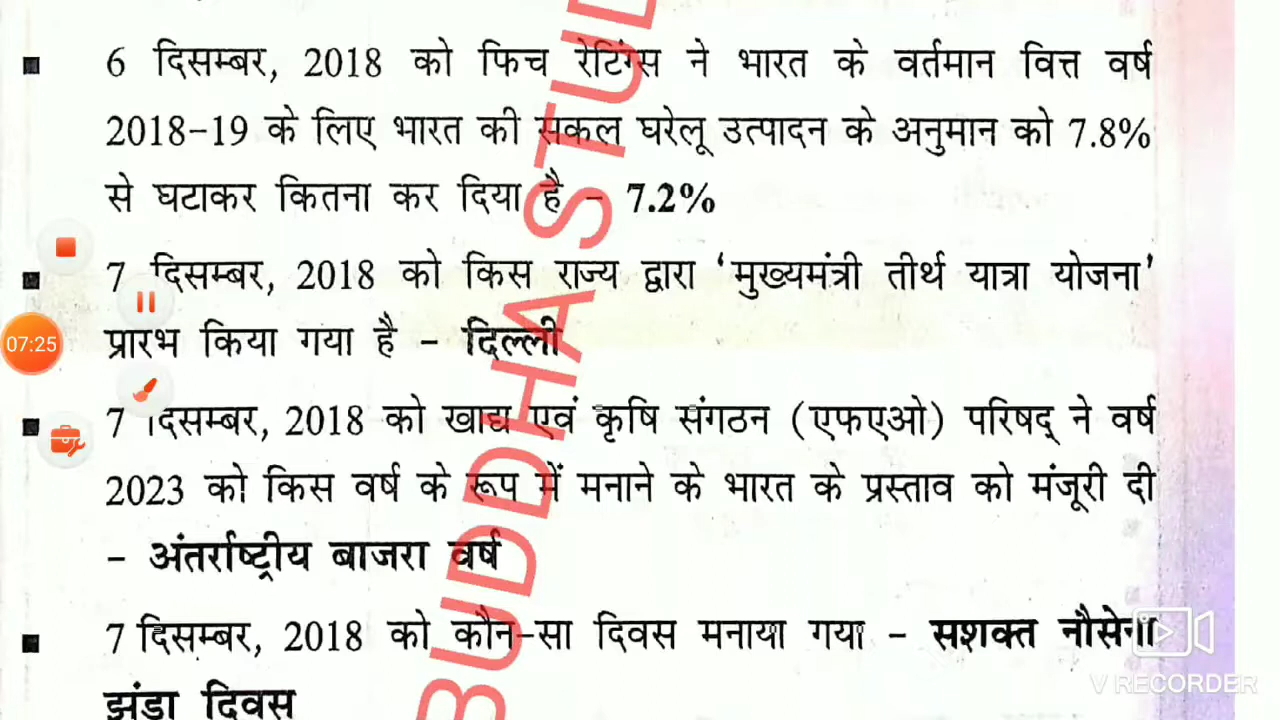 6 दिसम्बर, 2018 को फिच रेटिंग्स ने भारत के वर्तमान वित्त वर्ष
2018-19 के लिए भारत की सकल घरेलू उत्पादन के अनुमान को 7.8%
से घटाकर कितना कर दिया है - 7.2%
7 दिसम्बर, 2018 को किस राज्य द्वारा ‘मुख्यमंत्री तीर्थ यात्रा योजना’
प्रारंभ किया गया है - दिल्ली
07:25
7 दिसम्बर, 2018 को खाद्य एवं कृषि संगठन (एफएओ) परिषद् ने वर्ष
2023 को किस वर्ष के रूप में मनाने के भारत के प्रस्ताव को मंजूरी दी
- अंतर्राष्ट्रीय बाजरा वर्ष
7 दिसम्बर, 2018 को कौन-सा दिवस मनाया गया - सशक्त नौसेना
झंडा दिवस
BUDDHA STUD
V RECORDER